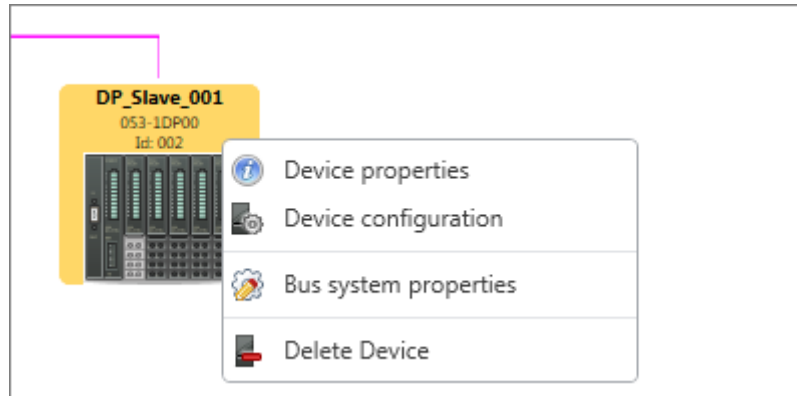 DP_Slave_001
053-1DP00
Id: 002
Device properties
Device configuration
Bus system properties
Delete Device